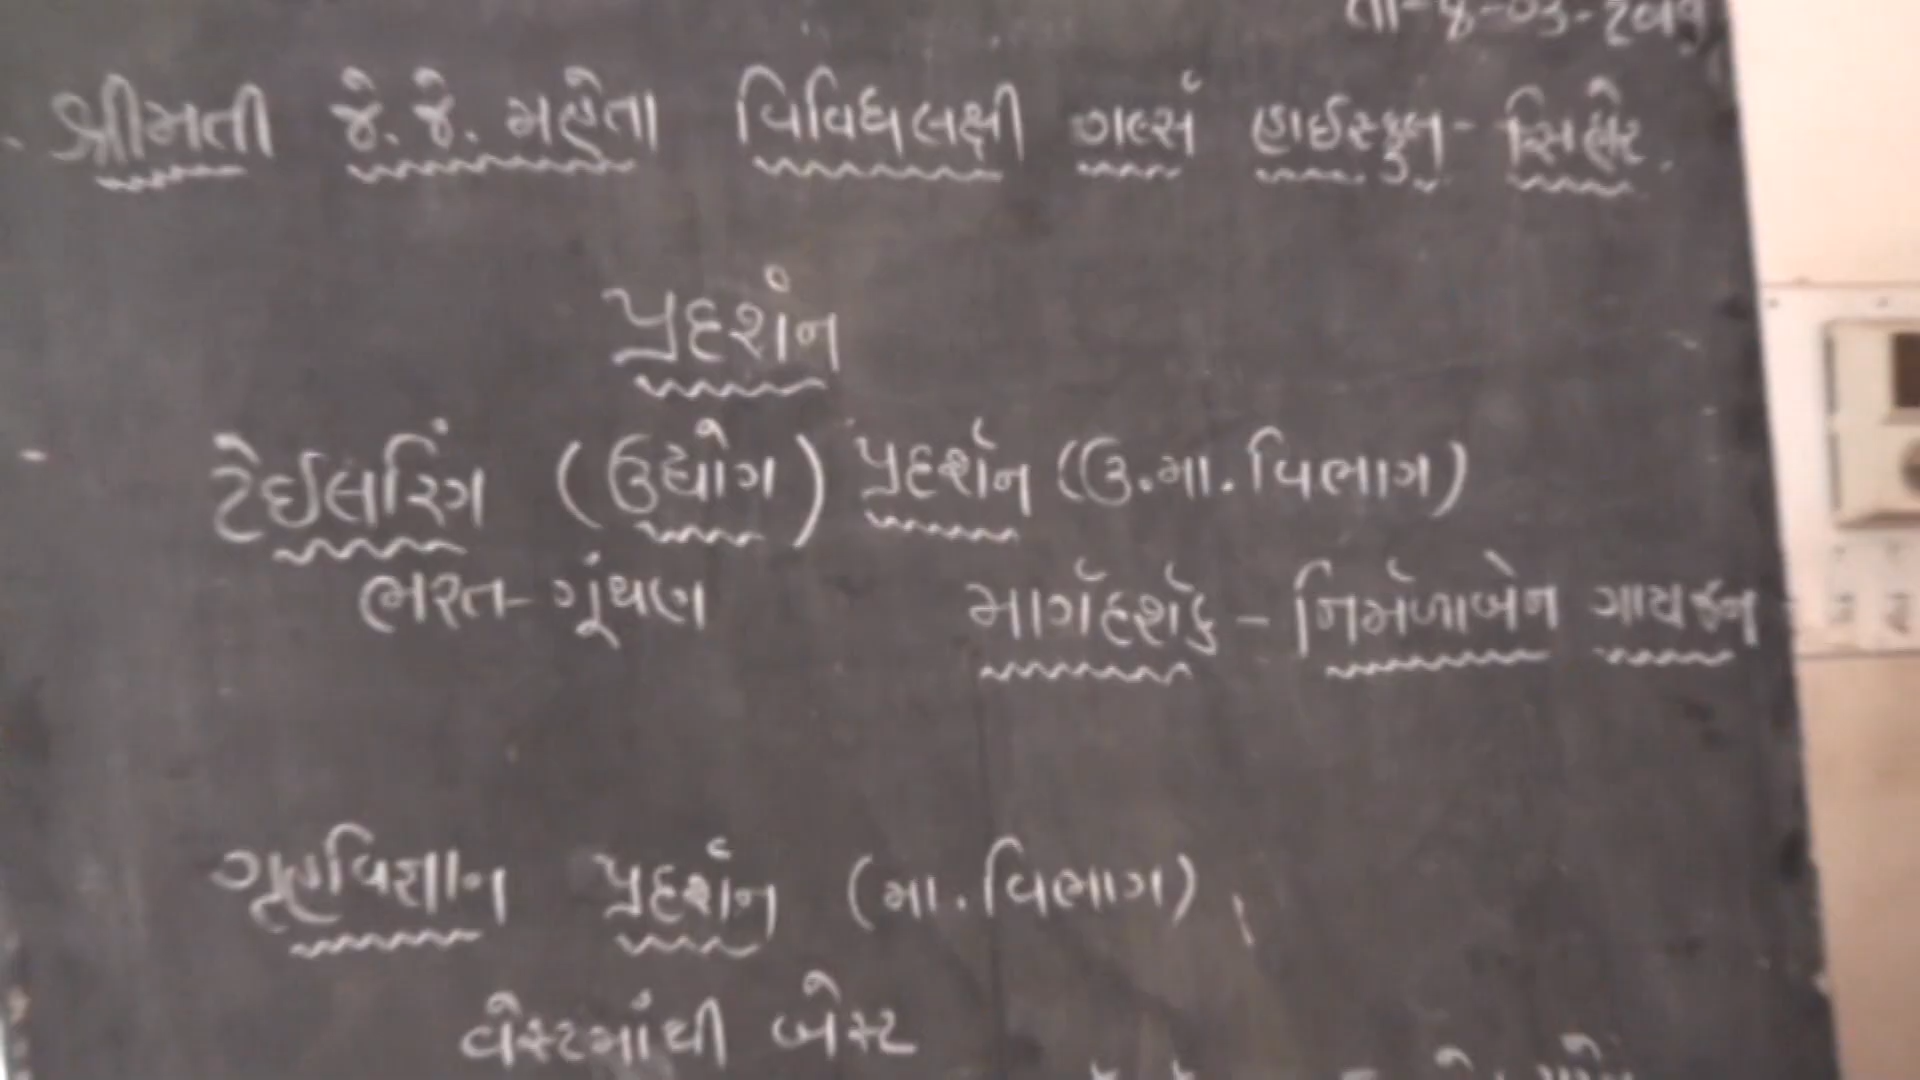 શ્રીમતી જે. જે. મહેતા વિવિધલક્ષી ગર્લ્સ હાઈસ્કુલ - સિહોર.
પ્રદર્શન
ટેઈલરિંગ (ઉદ્યોગ) પ્રદર્શન (ઉ.મા. વિભાગ)
ભરત-ગૂંથણ માર્ગદર્શક - નિર્મળાબેન
ગૃહવિજ્ઞાન પ્રદર્શન (મા. વિભાગ)
વેસ્ટમાંથી બેસ્ટ